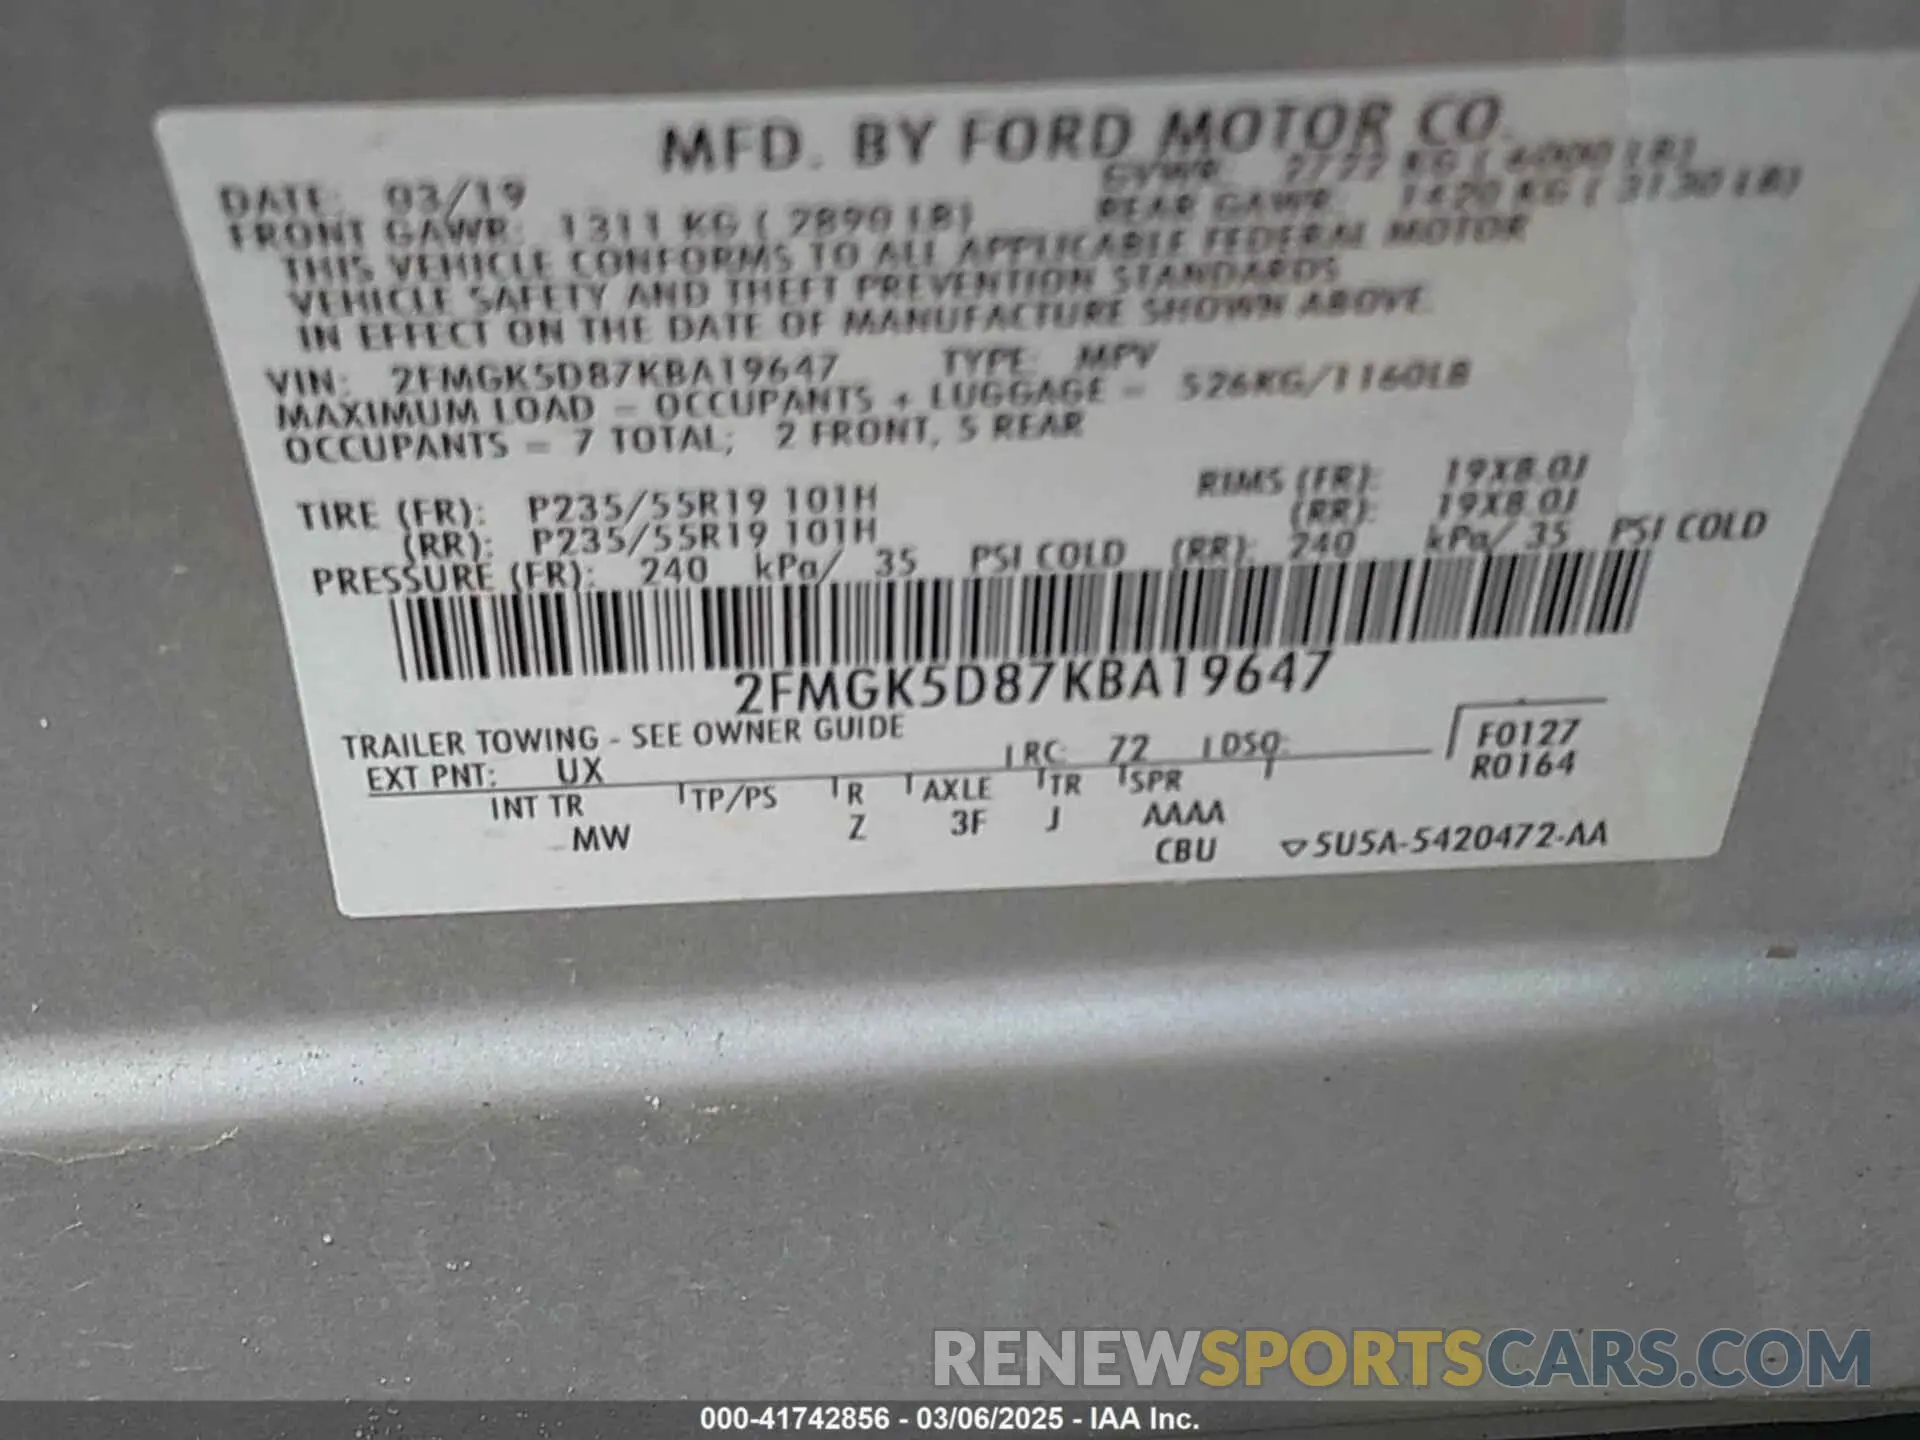 MFD. BY FORD MOTOR CO.
DATE: 03/19 GVWR: 2722 KG ( 6000 LB)
FRONT GAWR: 1311 KG ( 2890 LB) REAR GAWR: 1420 KG ( 3130 LB)
THIS VEHICLE CONFORMS TO ALL APPLICABLE FEDERAL MOTOR
VEHICLE SAFETY AND THEFT PREVENTION STANDARDS
IN EFFECT ON THE DATE OF MANUFACTURE SHOWN ABOVE.
VIN: 2FMGK5D87KBA19647 TYPE: MPV
MAXIMUM LOAD = OCCUPANTS + LUGGAGE = 526KG/1160LB
OCCUPANTS = 7 TOTAL; 2 FRONT, 5 REAR
TIRE (FR): P235/55R19 101H RIMS (FR): 19X8.0J
(RR): P235/55R19 101H (RR): 19X8.0J
PRESSURE (FR): 240 kPa/ 35 PSI COLD (RR): 240 kPa/ 35 PSI COLD
2FMGK5D87KBA19647
TRAILER TOWING - SEE OWNER GUIDE
EXT PNT: UX RC: 72 DSO: F0127
R0164
INT TR TP/PS R AXLE TR SPR
MW Z 3F J AAAA
CBU ▽5U5A-5420472-AA
RENEWSPORTSCARS.COM
000-41742856 - 03/06/2025 - IAA Inc.